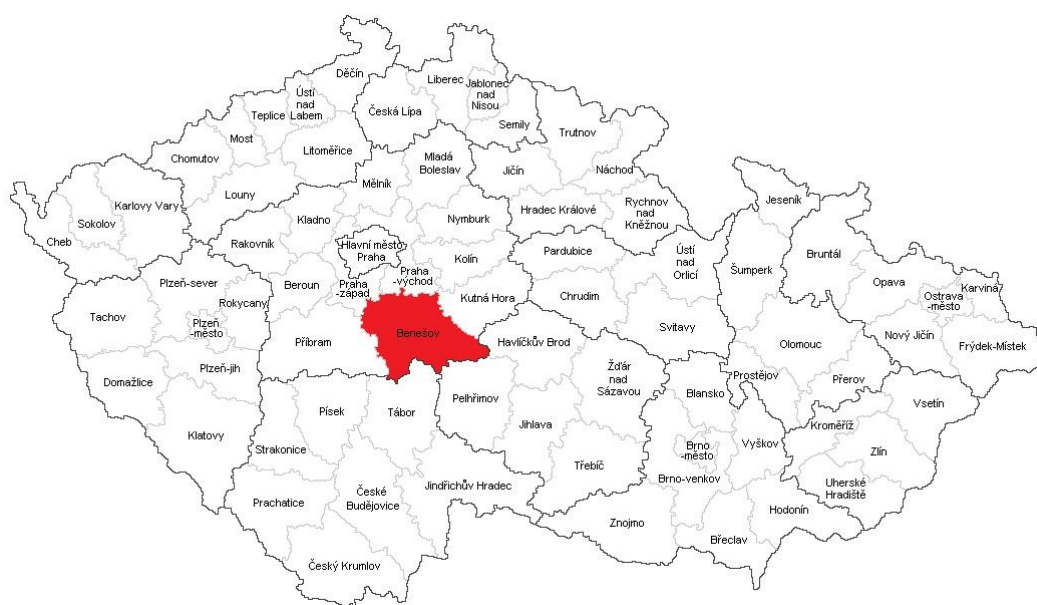 Děčín
Liberec
Jablonec
nad
Nisou
Ústí
nad
Labem
Teplice
Česká Lípa
Semily
Trutnov
Most
Chomutov
Litoměřice
Mladá
Boleslav
Jičín
Náchod
Mělník
Louny
Karlovy Vary
Sokolov
Cheb
Kladno
Nymburk
Hradec Králové
Rychnov
nad
Kněžnou
Jeseník
Rakovník
Hlavní město
Praha
Kolín
Pardubice
Ústí
nad
Orlicí
Šumperk
Bruntál
Praha
-východ
Plzeň-sever
Beroun
Praha
-západ
Kutná Hora
Chrudim
Opava
Karviná
Ostrava
-město
Rokycany
Tachov
Plzeň
-město
Svitavy
Benešov
Příbram
Havlíčkův Brod
Olomouc
Nový Jičín
Frýdek-Místek
Plzeň-jih
Žďár
nad
Sázavou
Prostějov
Přerov
Domažlice
Pelhřimov
Blansko
Vsetín
Písek
Tábor
Jihlava
Kroměříž
Klatovy
Strakonice
Brno
-město
Vyškov
Zlín
Třebíč
Brno-venkov
Uherské
Hradiště
Jindřichův Hradec
Prachatice
České
Budějovice
Hodonín
Znojmo
Břeclav
Český Krumlov